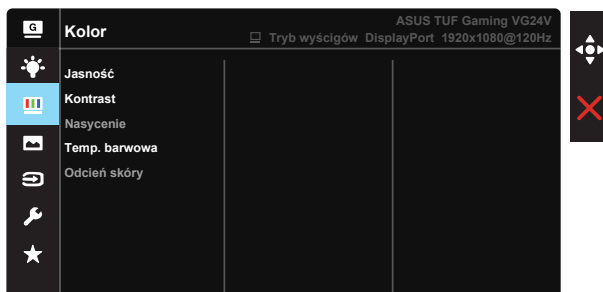 G
Kolor
ASUS TUF Gaming VG24V
Tryb wyścigów DisplayPort 1920x1080@120Hz
Jasność
Kontrast
Nasycenie
Temp. barwowa
Odcień skóry